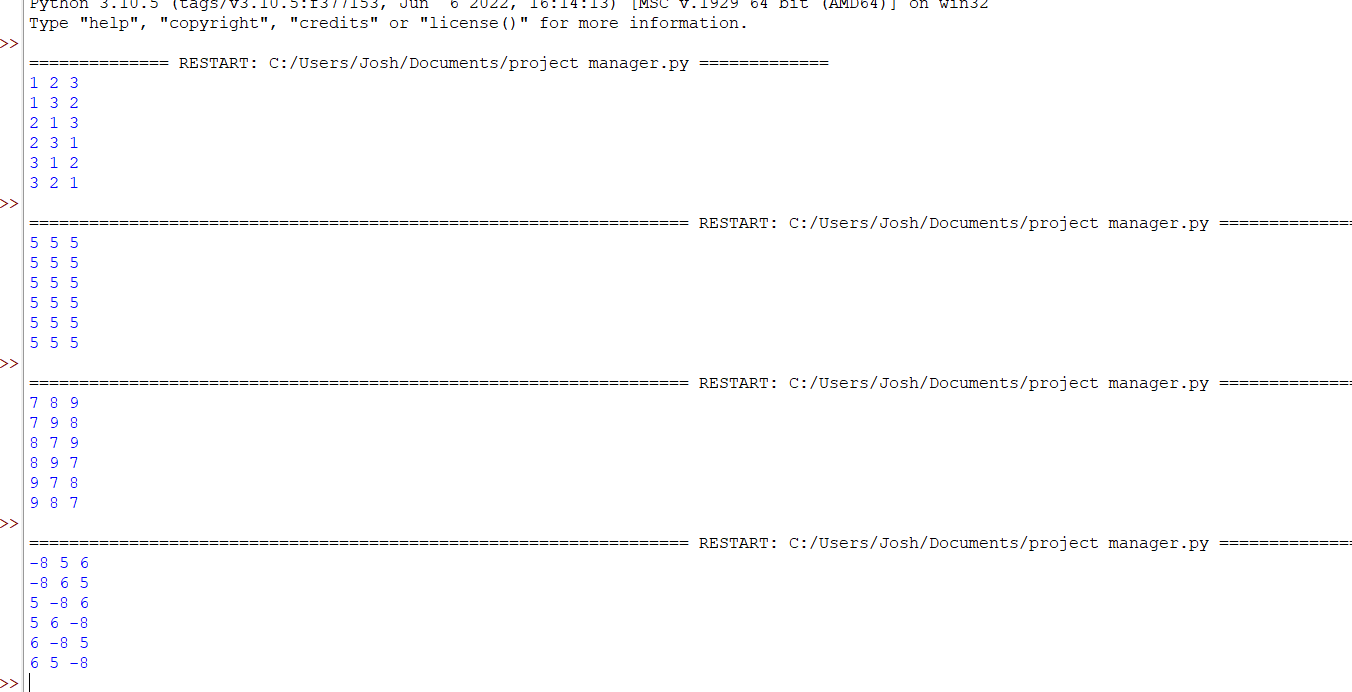 Python 3.10.5 (tags/v3.10.5:f377153, Jun  6 2022, 16:14:13) [MSC v.1929 64 bit (AMD64)] on win32
Type "help", "copyright", "credits" or "license()" for more information.
>>
============== RESTART: C:/Users/Josh/Documents/project manager.py =============
1 2 3
1 3 2
2 1 3
2 3 1
3 1 2
3 2 1
>>
================================================================== RESTART: C:/Users/Josh/Documents/project manager.py ==============
5 5 5
5 5 5
5 5 5
5 5 5
5 5 5
5 5 5
>>
================================================================== RESTART: C:/Users/Josh/Documents/project manager.py ==============
7 8 9
7 9 8
8 7 9
8 9 7
9 7 8
9 8 7
>>
================================================================== RESTART: C:/Users/Josh/Documents/project manager.py ==============
-8 5 6
-8 6 5
5 -8 6
5 6 -8
6 -8 5
6 5 -8
>>